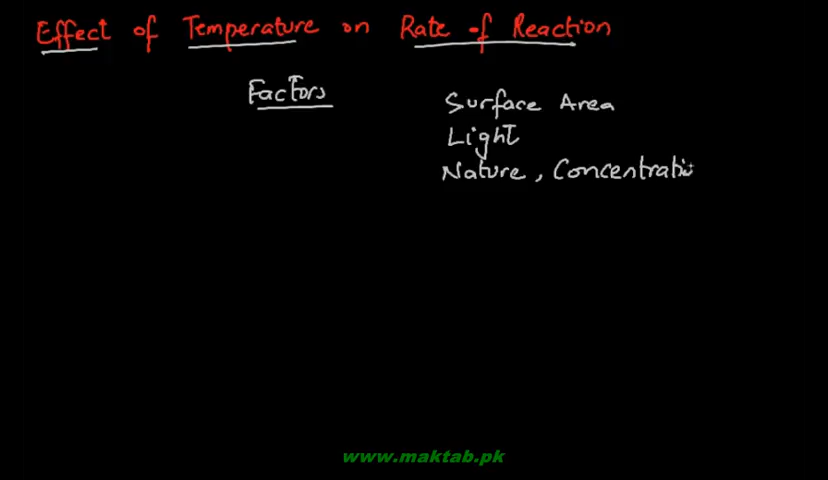 Effect of Temperature on Rate of Reaction
Factors
Surface Area
Light
Nature, Concentrati
www.maktab.pk